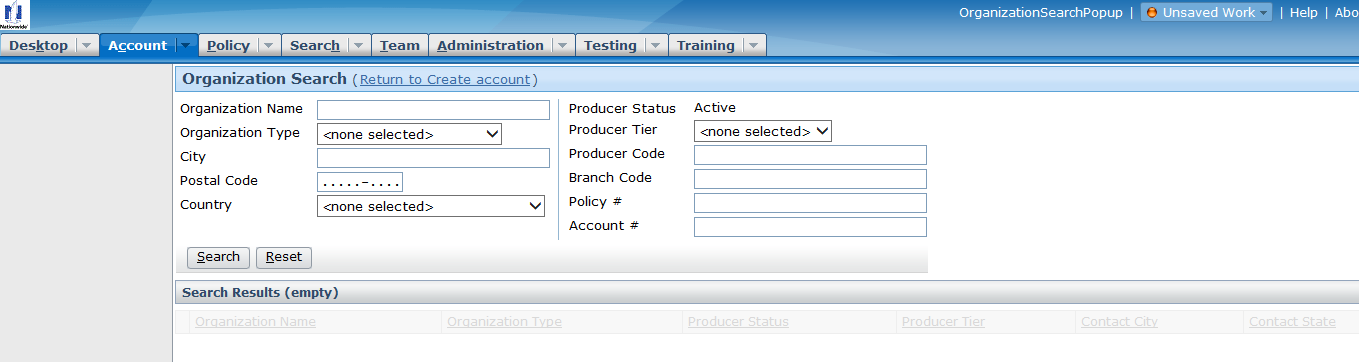 Nationwide®
OrganizationSearchPopup | Unsaved Work | Help | Abo
Desktop Account Policy Search Team Administration Testing Training
Organization Search (Return to Create account)
Organization Name
Organization Type <none selected>
City
Postal Code .....-....
Country <none selected>
Producer Status Active
Producer Tier <none selected>
Producer Code
Branch Code
Policy #
Account #
Search Reset
Search Results (empty)
Organization Name Organization Type Producer Status Producer Tier Contact City Contact State